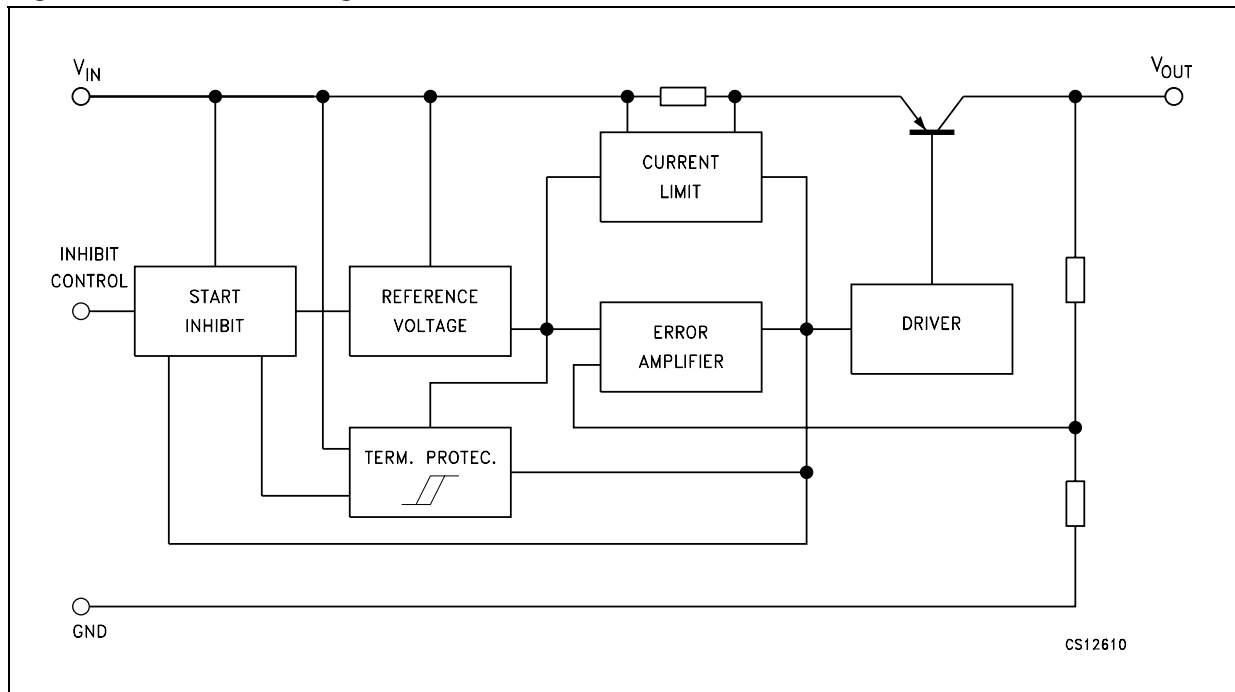 V_IN
V_OUT
CURRENT
LIMIT
INHIBIT
CONTROL
START
INHIBIT
REFERENCE
VOLTAGE
ERROR
AMPLIFIER
DRIVER
TERM. PROTEC.
GND
CS12610